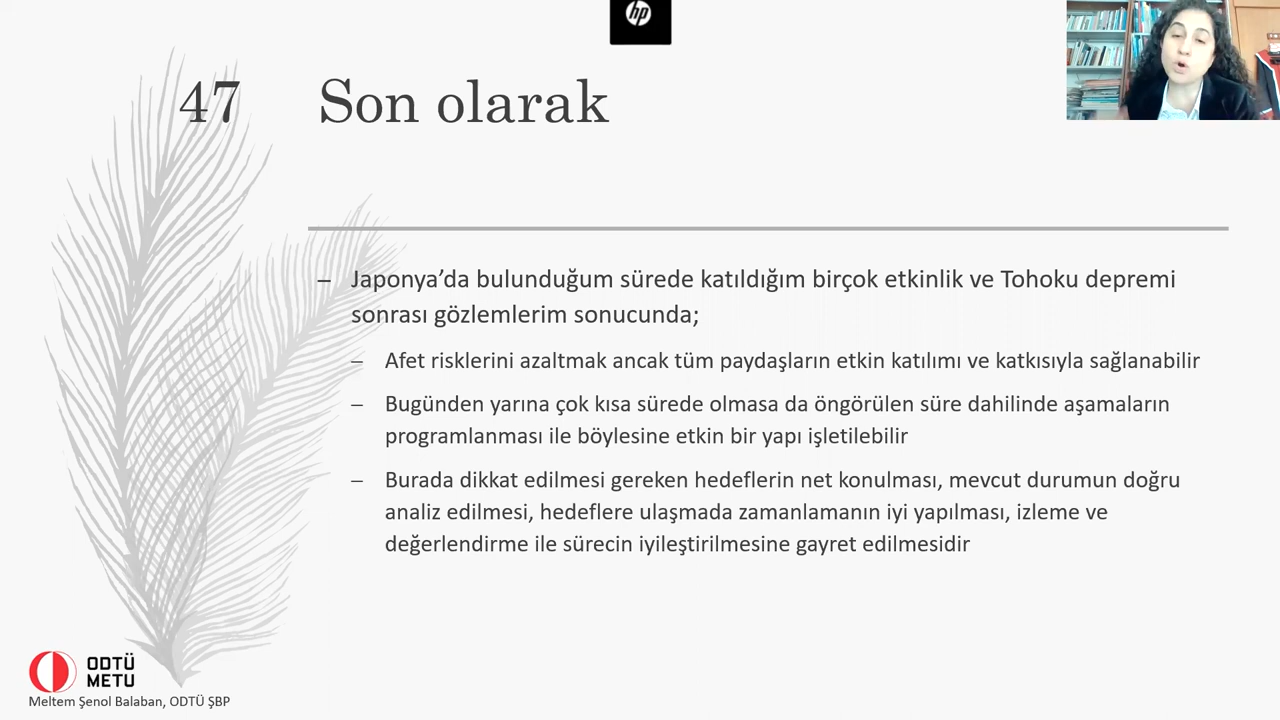 hp
47
Son olarak
– Japonya’da bulunduğum sürede katıldığım birçok etkinlik ve Tohoku depremi
sonrası gözlemlerim sonucunda;
– Afet risklerini azaltmak ancak tüm paydaşların etkin katılımı ve katkısıyla sağlanabilir
– Bugünden yarına çok kısa sürede olmasa da öngörülen süre dahilinde aşamaların
programlanması ile böylesine etkin bir yapı işletilebilir
– Burada dikkat edilmesi gereken hedeflerin net konulması, mevcut durumun doğru
analiz edilmesi, hedeflere ulaşmada zamanlamanın iyi yapılması, izleme ve
değerlendirme ile sürecin iyileştirilmesine gayret edilmesidir
ODTÜ
METU
Meltem Şenol Balaban, ODTÜ ŞBP